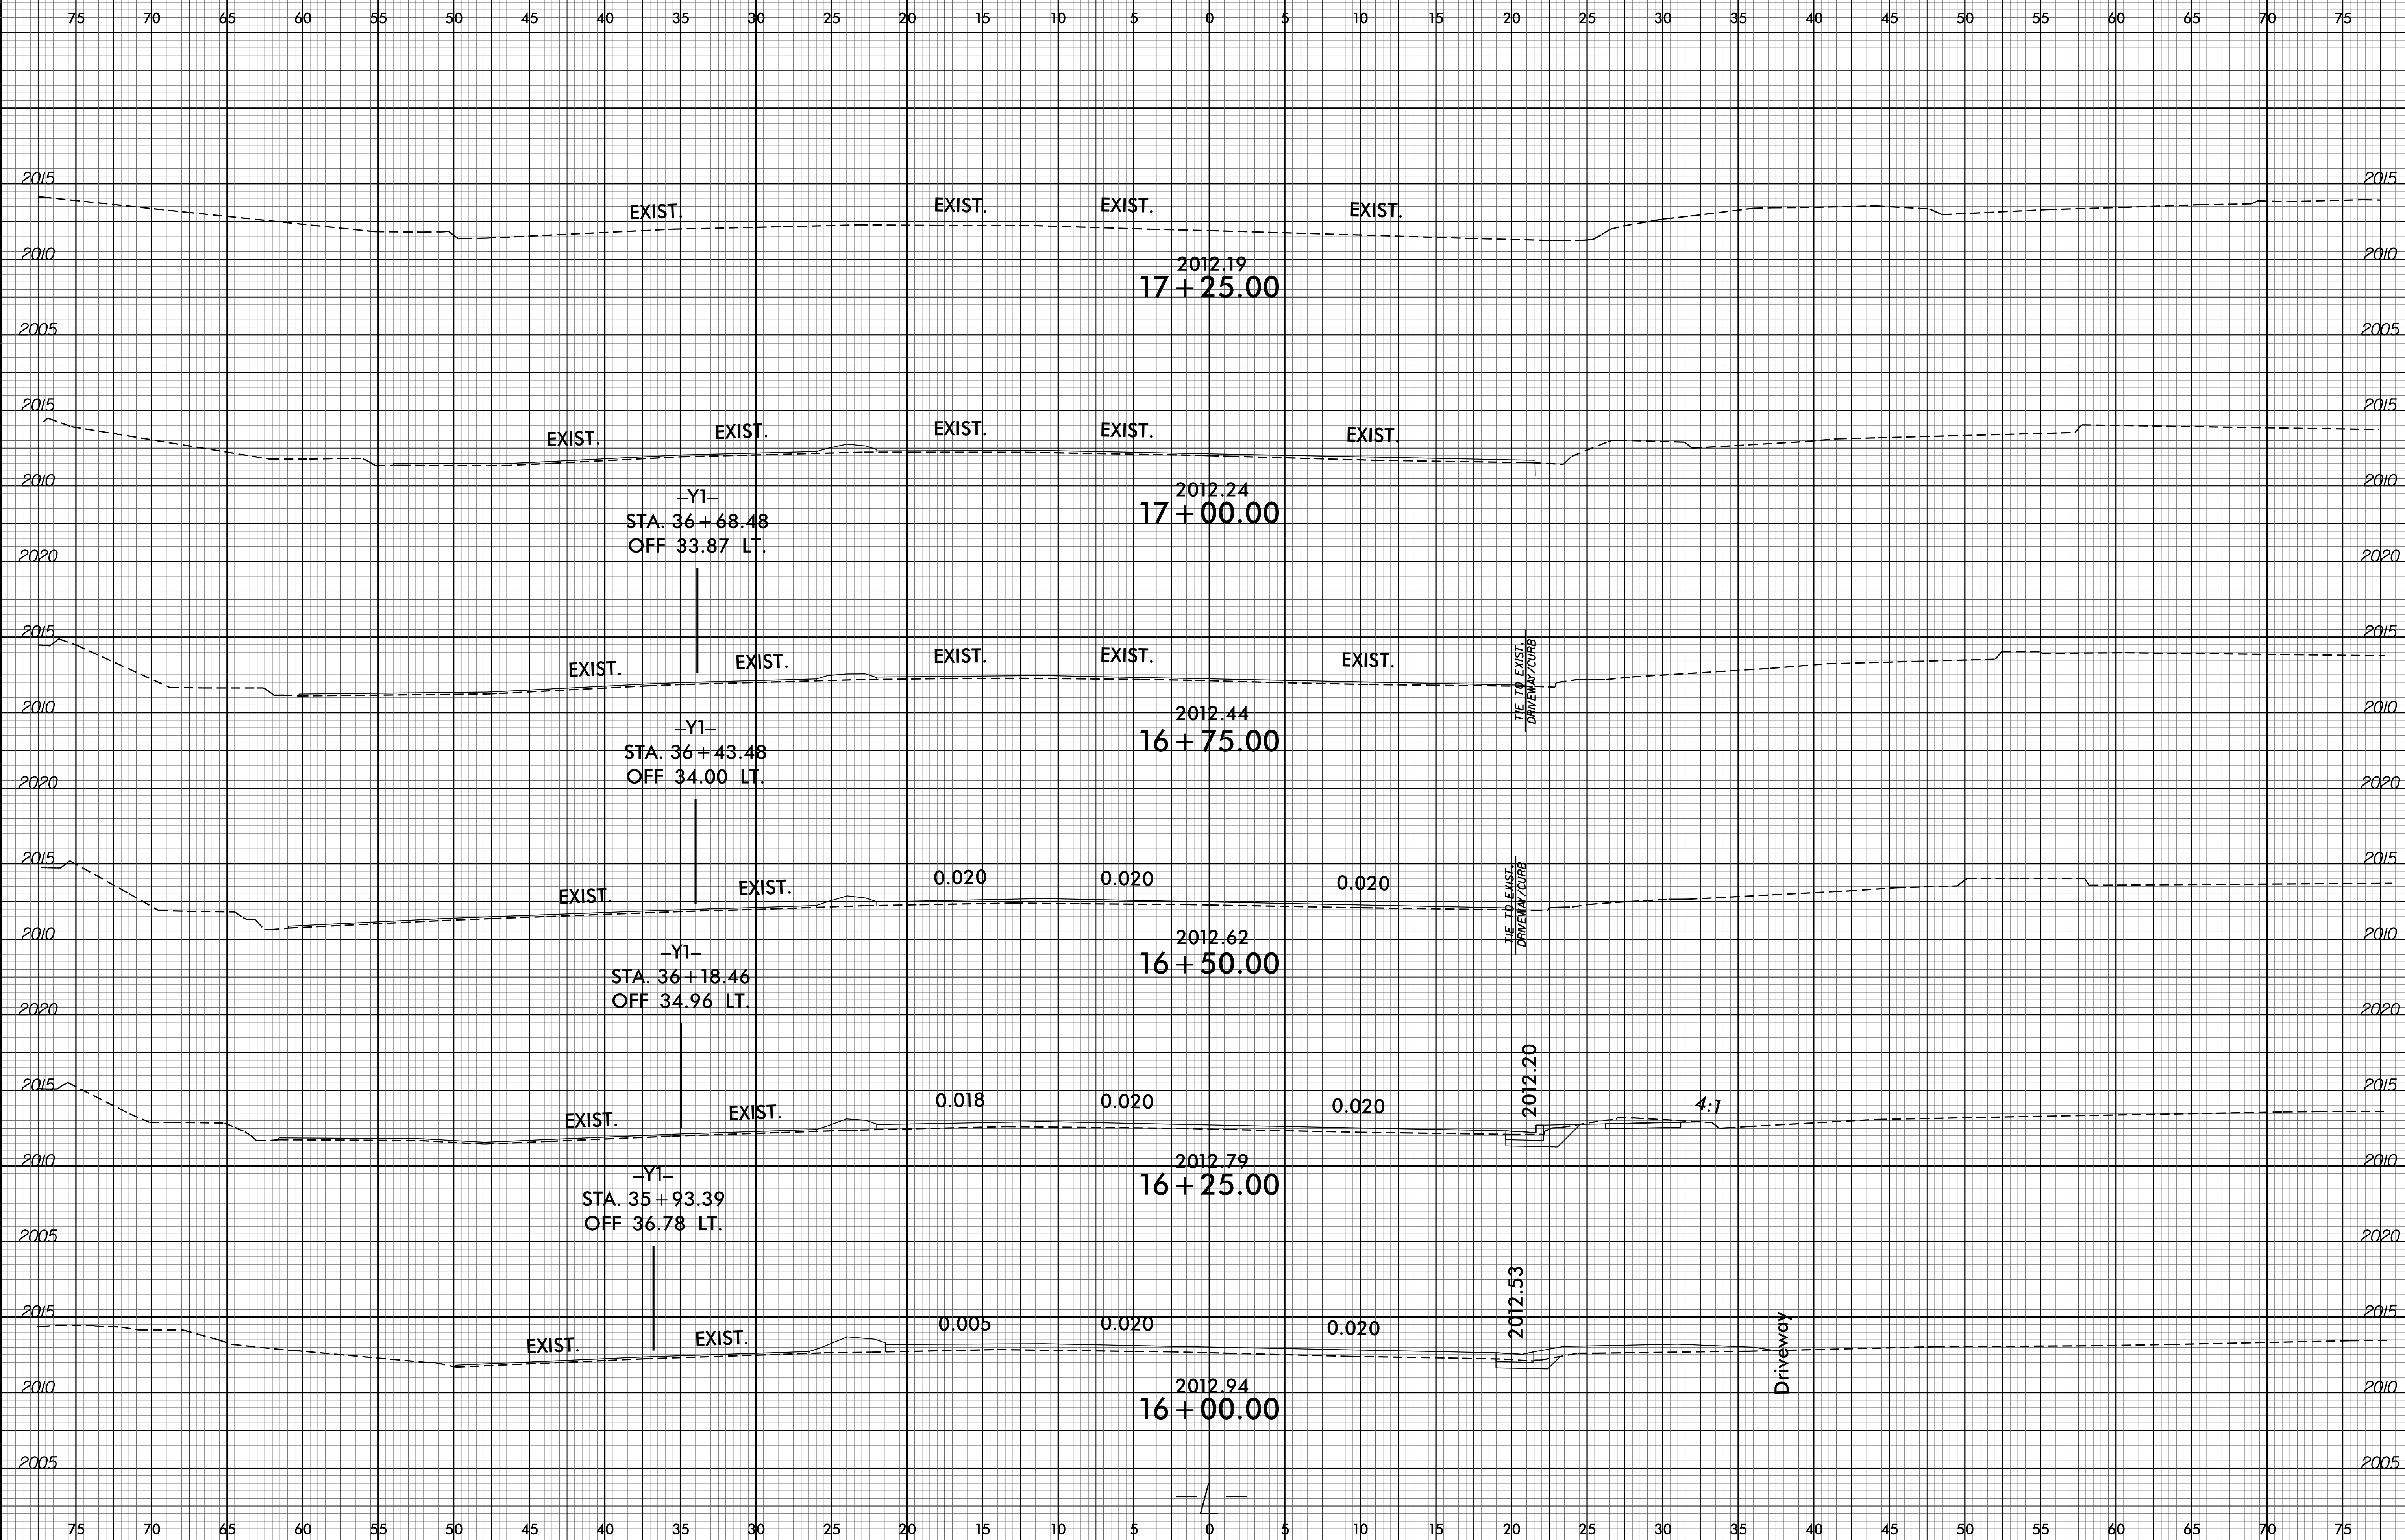 75 70 65 60 55 50 45 40 35 30 25 20 15 10 5 0 5 10 15 20 25 30 35 40 45 50 55 60 65 70 75
2015 2015
EXIST. EXIST. EXIST. EXIST.
2010 2010
2012.19
17+25.00
2005 2005
2015 2015
EXIST. EXIST. EXIST. EXIST. EXIST.
2010 2010
2012.24
17+00.00
-Y1-
STA. 36+68.48
OFF 33.87 LT.
2020 2020
2015 2015
EXIST. EXIST. EXIST. EXIST. EXIST.
TIE TO EXIST.
DRIVEWAY/CURB
2010 2010
2012.44
16+75.00
-Y1-
STA. 36+43.48
OFF 34.00 LT.
2020 2020
2015 2015
EXIST. EXIST. 0.020 0.020 0.020
TIE TO EXIST.
DRIVEWAY/CURB
2010 2010
2012.62
16+50.00
-Y1-
STA. 36+18.46
OFF 34.96 LT.
2020 2020
2015 2015
EXIST. EXIST. 0.018 0.020 0.020 2012.20 4:1
2010 2010
2012.79
16+25.00
-Y1-
STA. 35+93.39
OFF 36.78 LT.
2005 2020
2015 2015
EXIST. EXIST. 0.005 0.020 0.020 2012.53 Driveway
2010 2010
2012.94
16+00.00
2005 2005
75 70 65 60 55 50 45 40 35 30 25 20 15 10 5 0 5 10 15 20 25 30 35 40 45 50 55 60 65 70 75